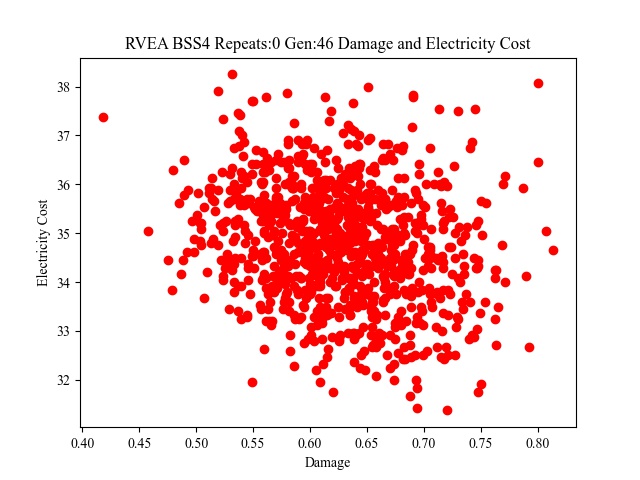 RVEA BSS4 Repeats:0 Gen:46 Damage and Electricity Cost
38
37
36
35
34
33
32
Electricity Cost
0.40 0.45 0.50 0.55 0.60 0.65 0.70 0.75 0.80
Damage